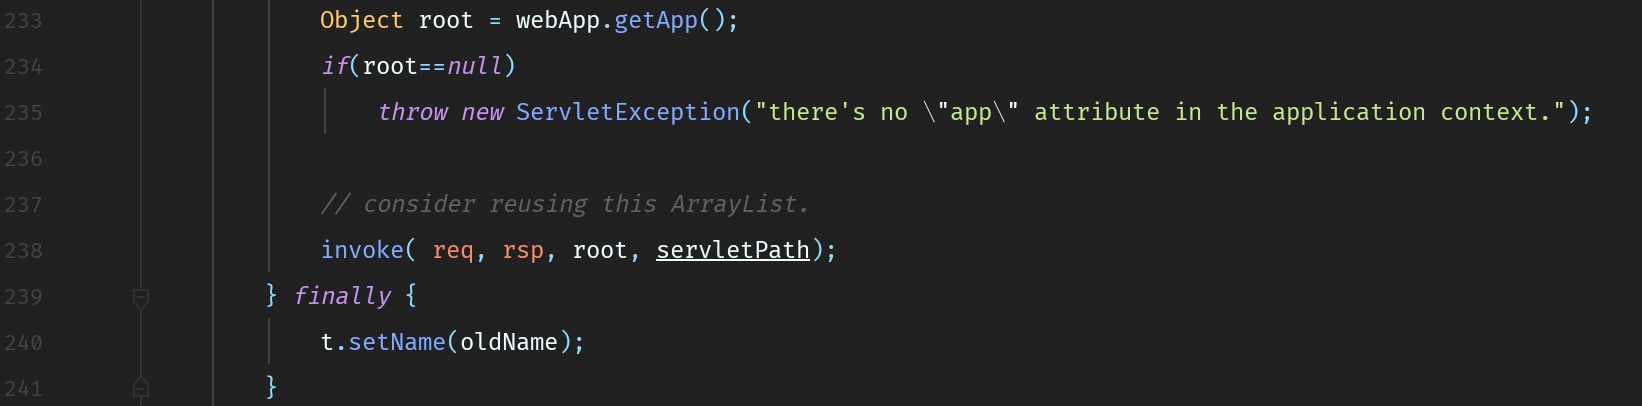 233 Object root = webApp.getApp();
234 if(root==null)
235 throw new ServletException("there's no \"app\" attribute in the application context.");
236
237 // consider reusing this ArrayList.
238 invoke( req, rsp, root, servletPath);
239 } finally {
240 t.setName(oldName);
241 }